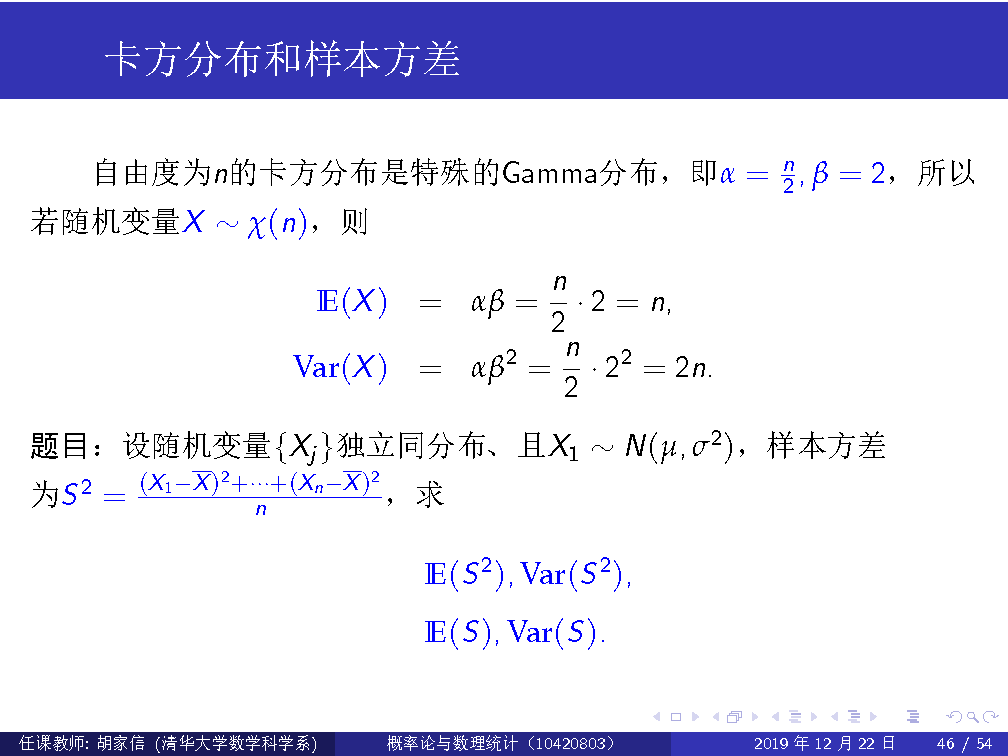 卡方分布和样本方差
自由度为n的卡方分布是特殊的Gamma分布，即α = n/2, β = 2，所以
若随机变量X ∼ χ(n)，则
𝔼(X) = αβ = n/2 · 2 = n,
Var(X) = αβ² = n/2 · 2² = 2n.
题目：设随机变量{Xⱼ}独立同分布、且X₁ ∼ N(μ,σ²)，样本方差
为S² = ((X₁−X̅)²+···+(Xₙ−X̅)²)/n，求
𝔼(S²), Var(S²),
𝔼(S), Var(S).
任课教师: 胡家信 (清华大学数学科学系) 概率论与数理统计（10420803） 2019 年 12 月 22 日 46 / 54